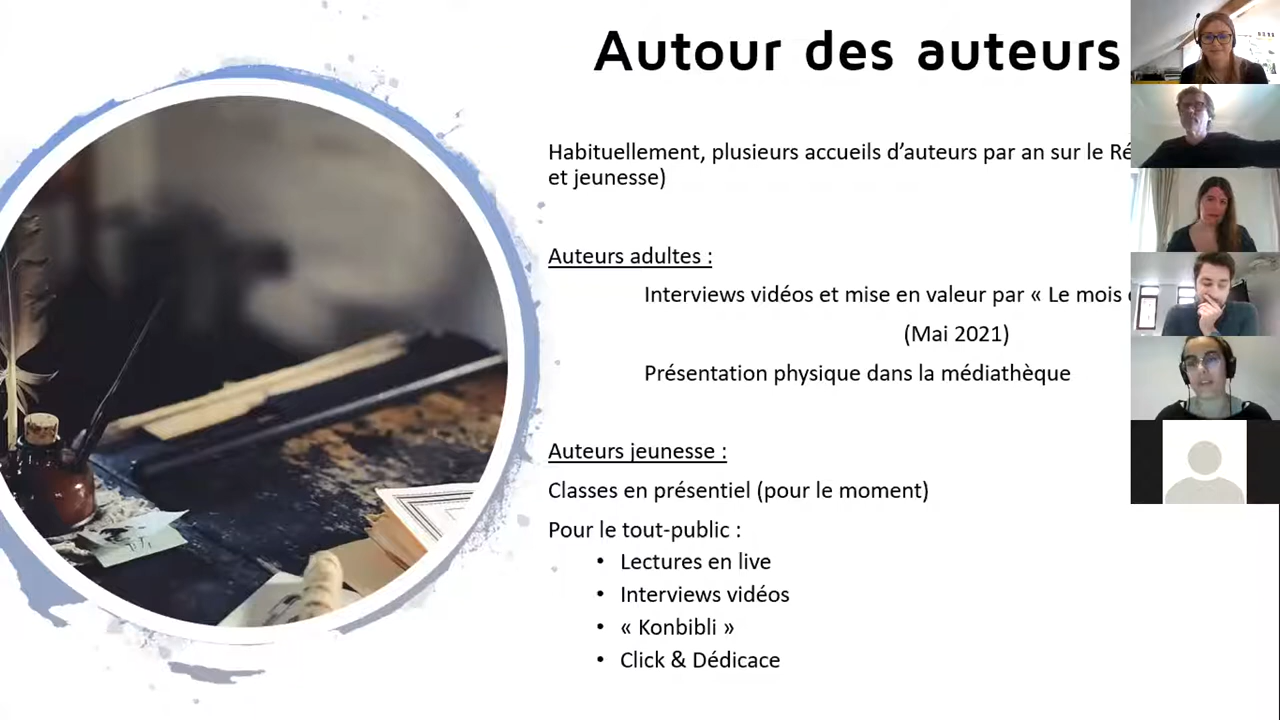 Autour des auteurs
Habituellement, plusieurs accueils d’auteurs par an sur le
et jeunesse)
Auteurs adultes :
Interviews vidéos et mise en valeur par « Le mois
(Mai 2021)
Présentation physique dans la médiathèque
Auteurs jeunesse :
Classes en présentiel (pour le moment)
Pour le tout-public :
• Lectures en live
• Interviews vidéos
• « Konbibli »
• Click & Dédicace